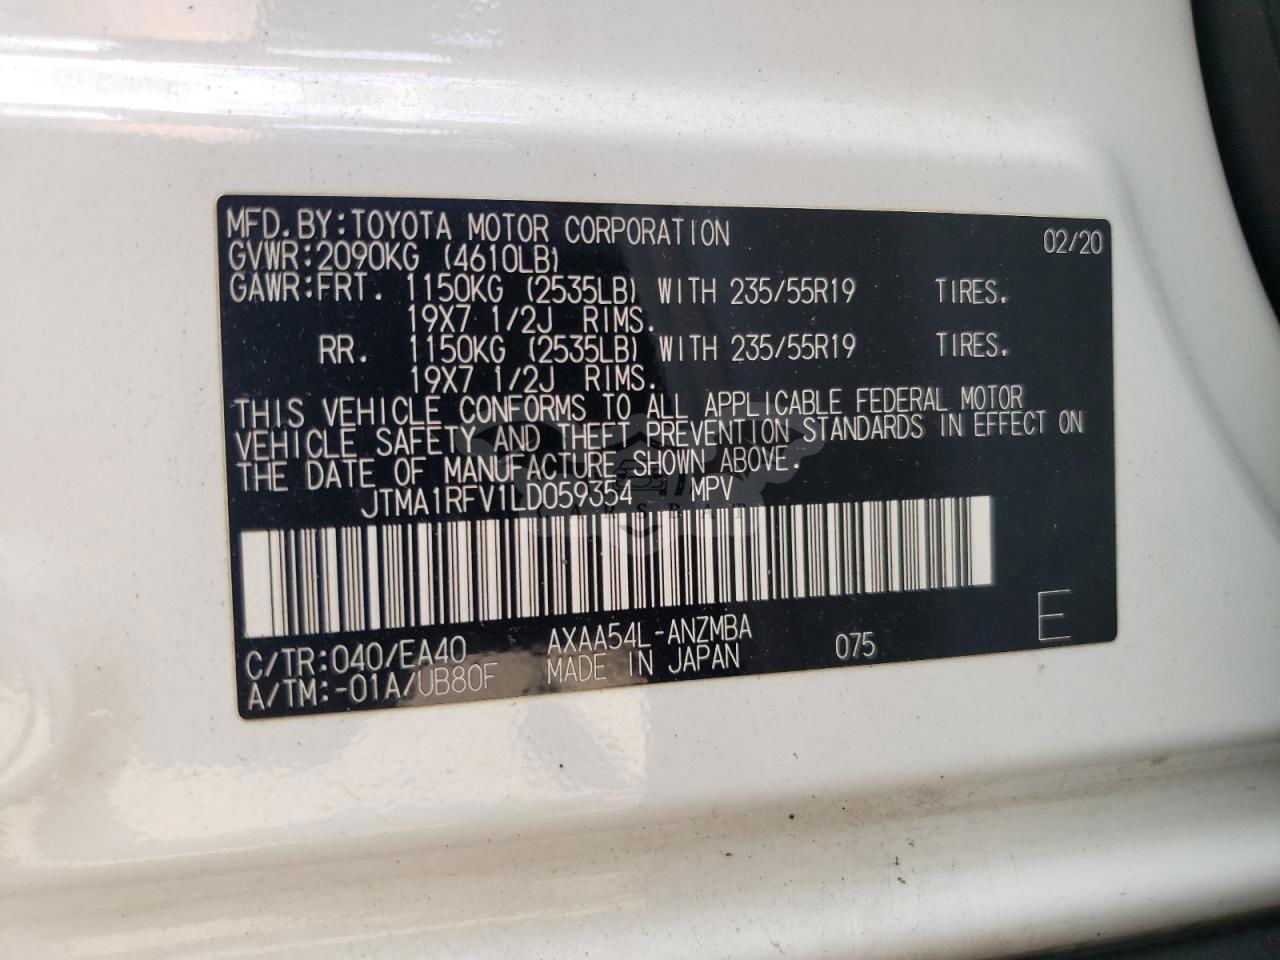 MFD.BY:TOYOTA MOTOR CORPORATION 02/20
GVWR:2090KG (4610LB)
GAWR:FRT. 1150KG (2535LB) WITH 235/55R19 TIRES.
19X7 1/2J RIMS.
RR. 1150KG (2535LB) WITH 235/55R19 TIRES.
19X7 1/2J RIMS.
THIS VEHICLE CONFORMS TO ALL APPLICABLE FEDERAL MOTOR
VEHICLE SAFETY AND THEFT PREVENTION STANDARDS IN EFFECT ON
THE DATE OF MANUFACTURE SHOWN ABOVE.
JTMA1RFV1LD059354 MPV
C/TR:040/EA40 AXAA54L-ANZMBA 075 E
A/TM:-01A/UB80F MADE IN JAPAN